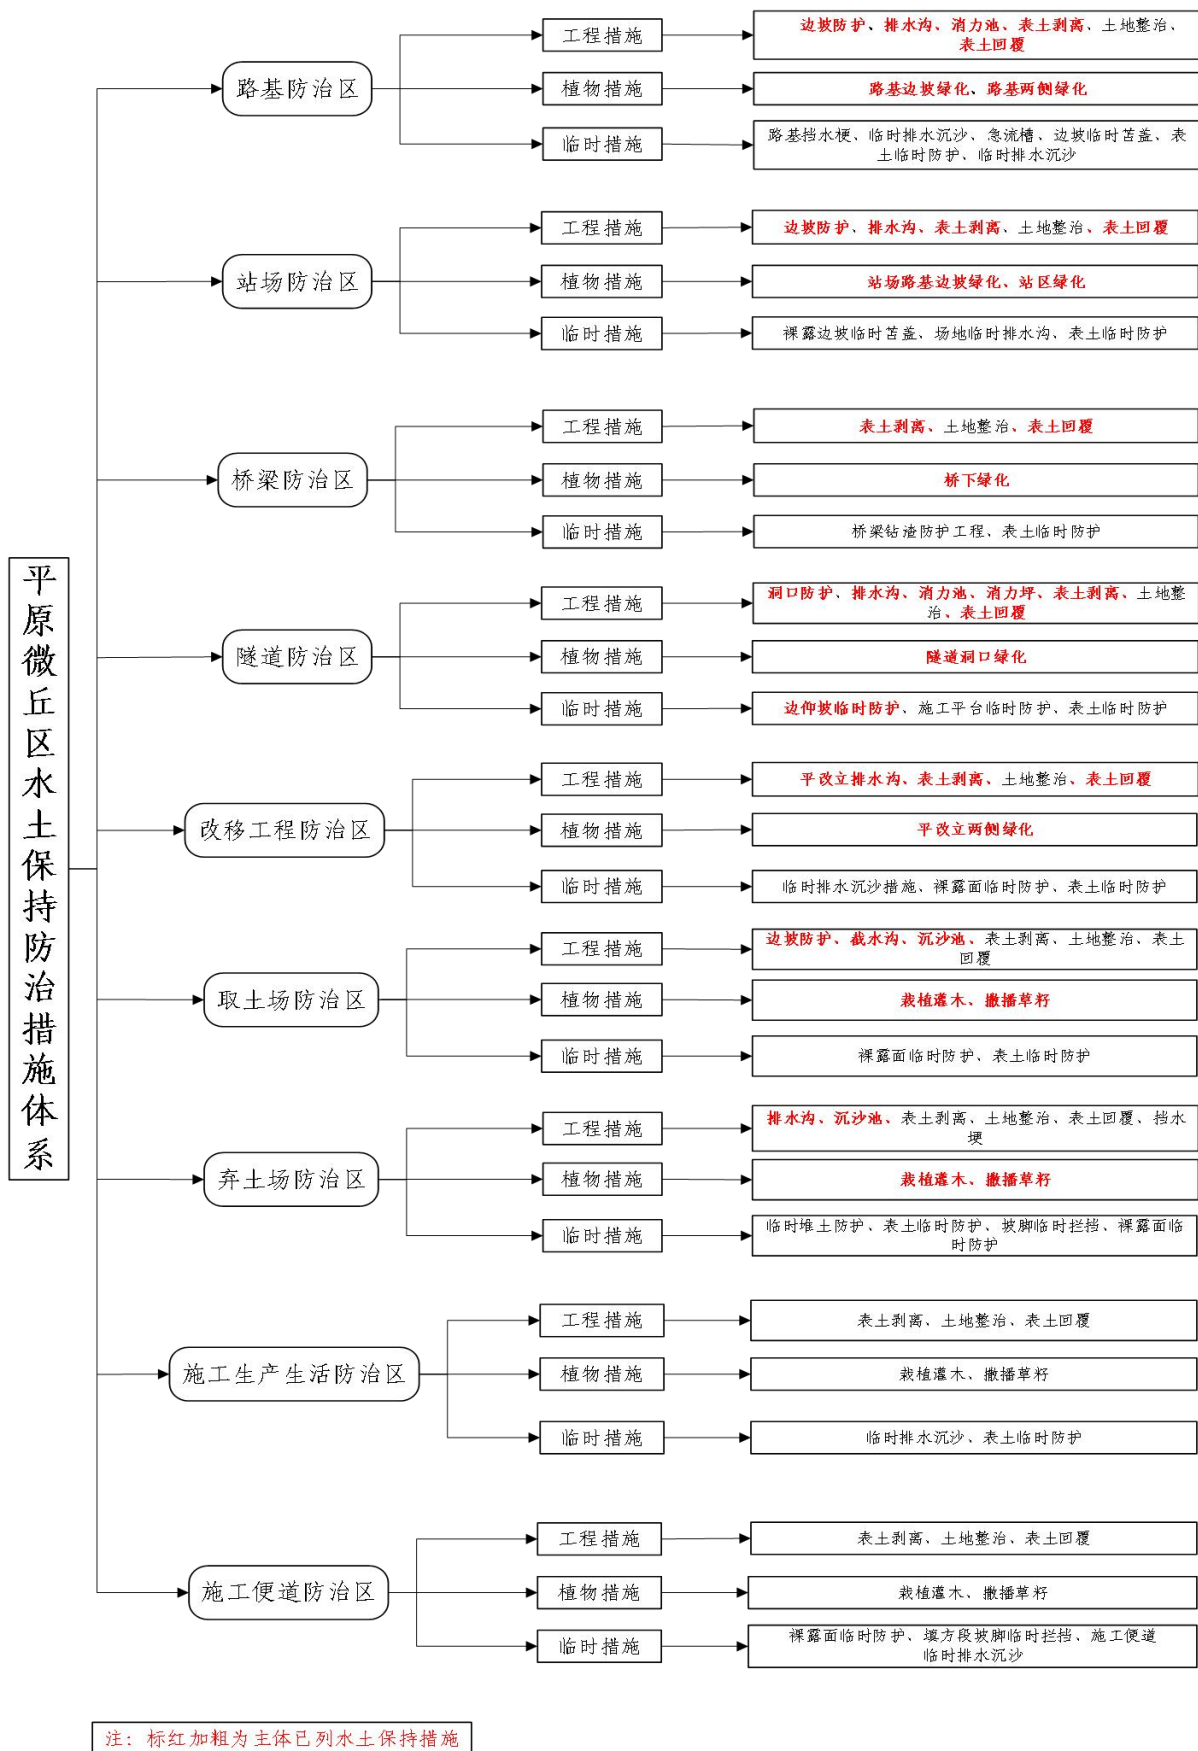 平原微丘区水土保持防治措施体系
路基防治区
工程措施
边坡防护、排水沟、消力池、表土剥离、土地整治、
表土回覆
植物措施
路基边坡绿化、路基两侧绿化
临时措施
路基挡水梗、临时排水沉沙、急流槽、边坡临时苫盖、表
土临时防护、临时排水沉沙
站场防治区
工程措施
边坡防护、排水沟、表土剥离、土地整治、表土回覆
植物措施
站场路基边坡绿化、站区绿化
临时措施
裸露边坡临时苫盖、场地临时排水沟、表土临时防护
桥梁防治区
工程措施
表土剥离、土地整治、表土回覆
植物措施
桥下绿化
临时措施
桥梁钻渣防护工程、表土临时防护
隧道防治区
工程措施
洞口防护、排水沟、消力池、消力坪、表土剥离、土地整
治、表土回覆
植物措施
隧道洞口绿化
临时措施
边仰坡临时防护、施工平台临时防护、表土临时防护
改移工程防治区
工程措施
平改立排水沟、表土剥离、土地整治、表土回覆
植物措施
平改立两侧绿化
临时措施
临时排水沉沙措施、裸露面临时防护、表土临时防护
取土场防治区
工程措施
边坡防护、截水沟、沉沙池、表土剥离、土地整治、表土
回覆
植物措施
栽植灌木、撒播草籽
临时措施
裸露面临时防护、表土临时防护
弃土场防治区
工程措施
排水沟、沉沙池、表土剥离、土地整治、表土回覆、挡水
埂
植物措施
栽植灌木、撒播草籽
临时措施
临时堆土防护、表土临时防护、坡脚临时拦挡、裸露面临
时防护
施工生产生活防治区
工程措施
表土剥离、土地整治、表土回覆
植物措施
栽植灌木、撒播草籽
临时措施
临时排水沉沙、表土临时防护
施工便道防治区
工程措施
表土剥离、土地整治、表土回覆
植物措施
栽植灌木、撒播草籽
临时措施
裸露面临时防护、填方段坡脚临时拦挡、施工便道
临时排水沉沙
注：标红加粗为主体已列水土保持措施